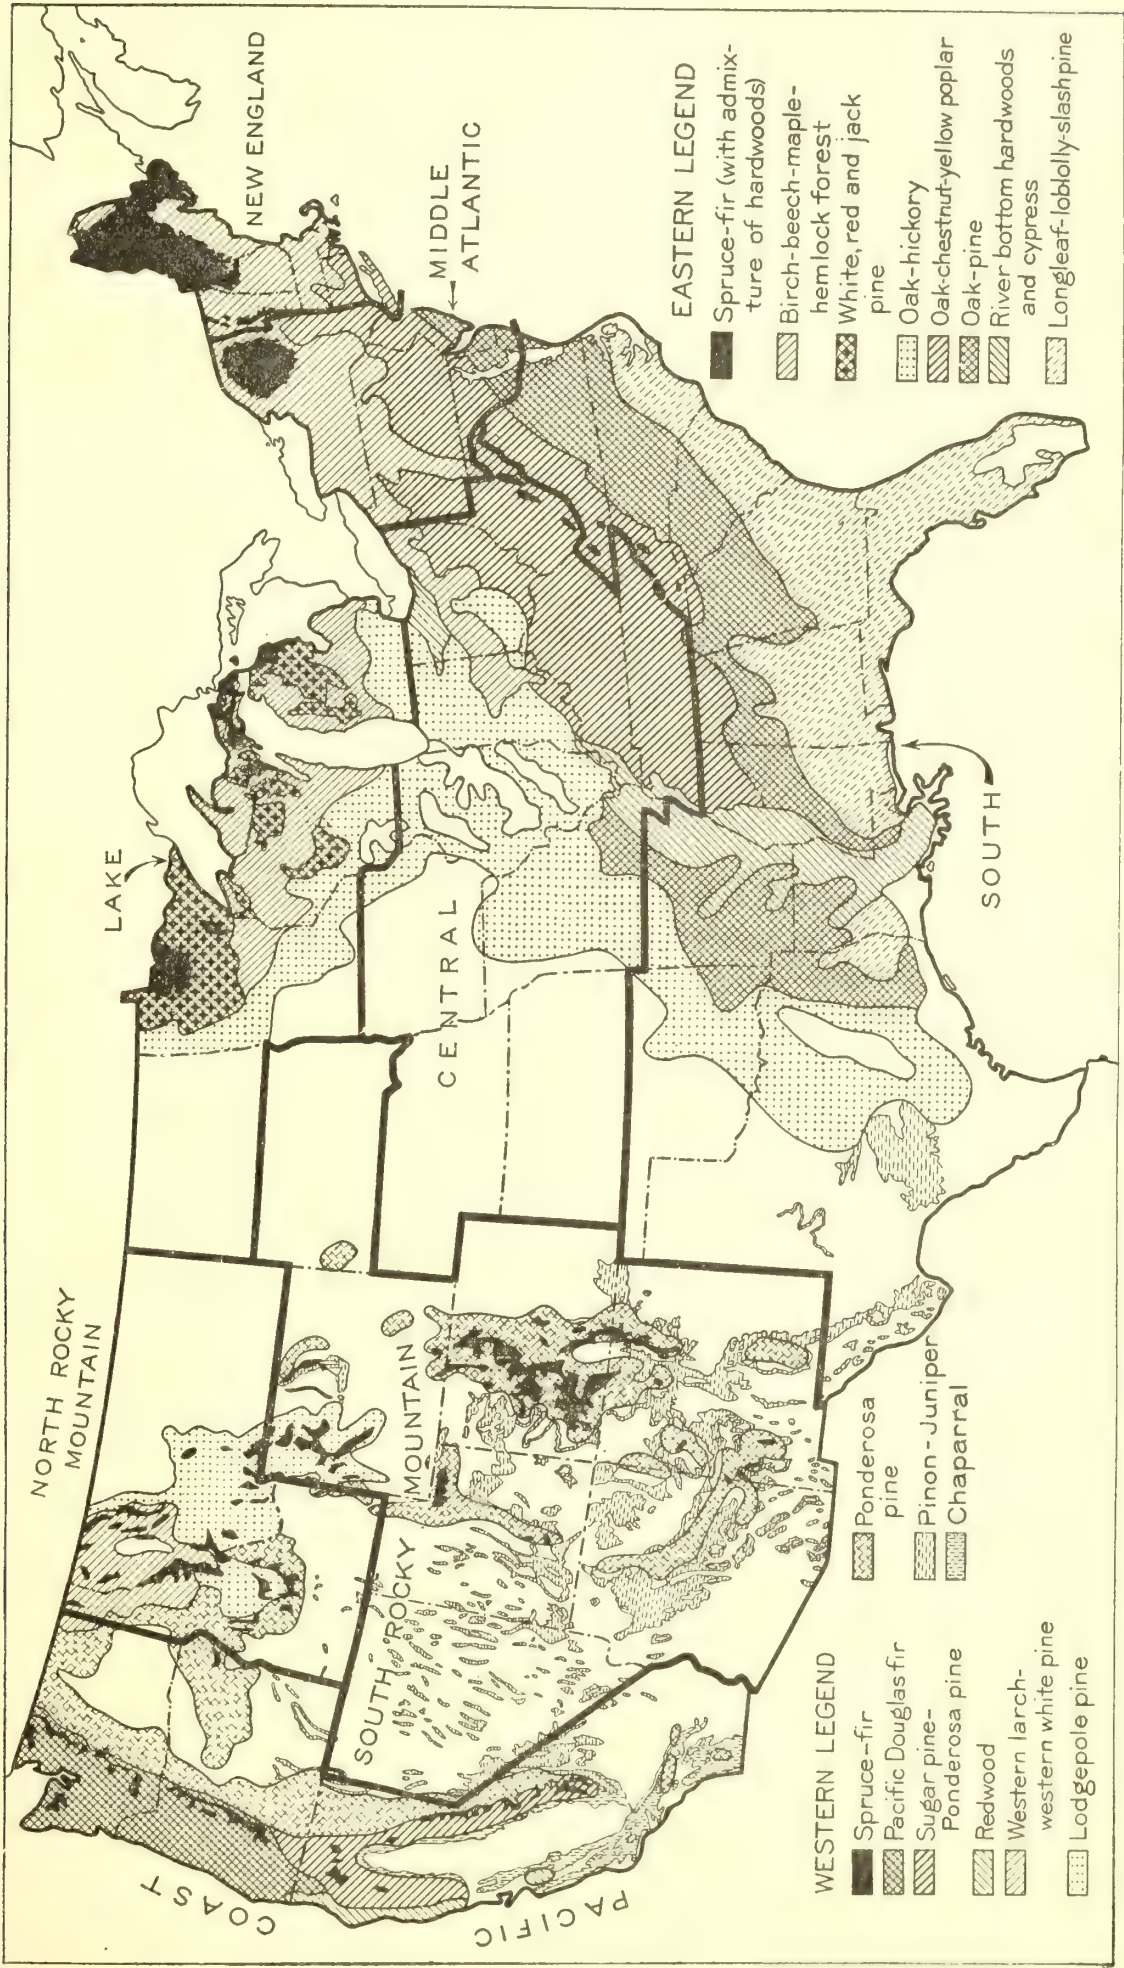 NORTH ROCKY
MOUNTAIN
LAKE
NEW ENGLAND
MIDDLE
ATLANTIC
CENTRAL
SOUTH
SOUTH ROCKY MOUNTAIN
PACIFIC COAST
WESTERN LEGEND
Spruce-fir
Pacific Douglasfir
Sugar pine-
Ponderosa pine
Redwood
Western larch-
western white pine
Lodgepole pine
Ponderosa
pine
Pinon-Juniper
Chaparral
EASTERN LEGEND
Spruce-fir (with admix-
ture of hardwoods)
Birch-beech-maple-
hemlock forest
White, red and jack
pine
Oak-hickory
Oak-chestnut-yellow poplar
Oak-pine
River bottom hardwoods
and cypress
Longleaf-loblolly-slash pine